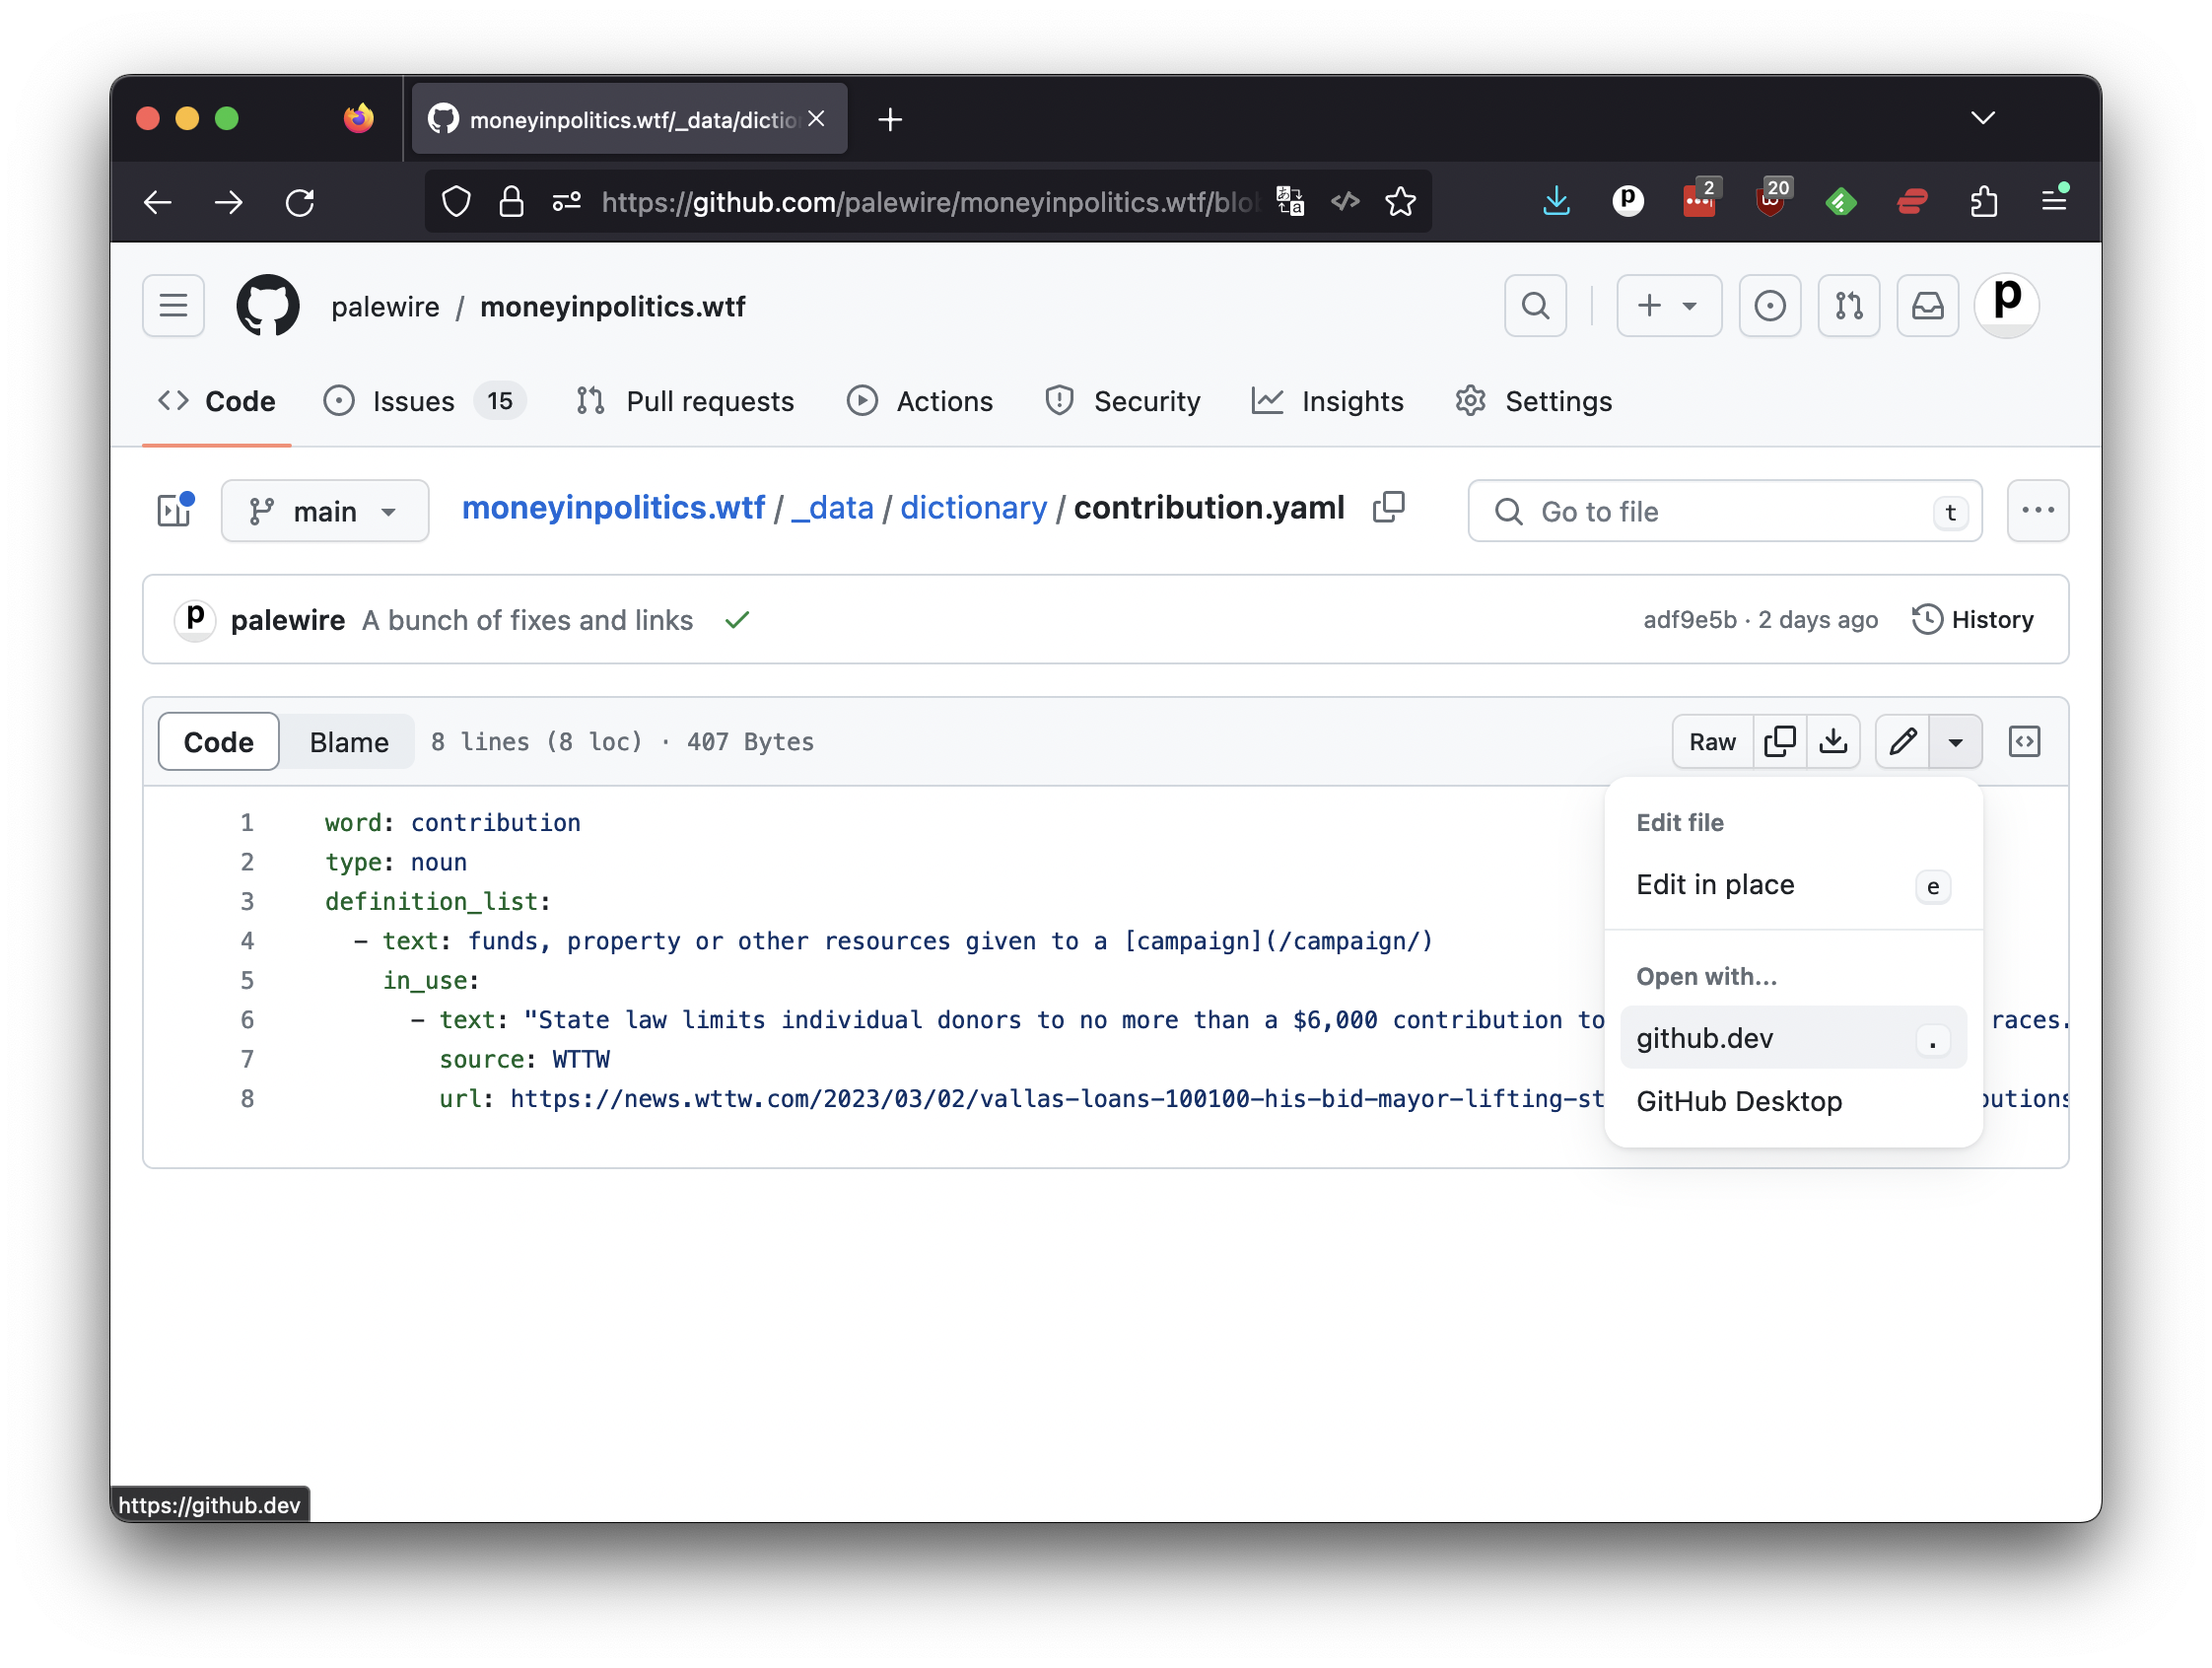 moneyinpolitics.wtf/_data/dictio
https://github.com/palewire/moneyinpolitics.wtf/blo
2
20
palewire / moneyinpolitics.wtf
p
Code
Issues 15
Pull requests
Actions
Security
Insights
Settings
main
moneyinpolitics.wtf / _data / dictionary / contribution.yaml
Go to file t
p palewire A bunch of fixes and links
adf9e5b · 2 days ago
History
Code Blame 8 lines (8 loc) · 407 Bytes
Raw
1 word: contribution
2 type: noun
3 definition_list:
4 - text: funds, property or other resources given to a [campaign](/campaign/)
5 in_use:
6 - text: "State law limits individual donors to no more than a $6,000 contribution to races.
7 source: WTTW
8 url: https://news.wttw.com/2023/03/02/vallas-loans-100100-his-bid-mayor-lifting-st butions
Edit file
Edit in place e
Open with...
github.dev .
GitHub Desktop
https://github.dev